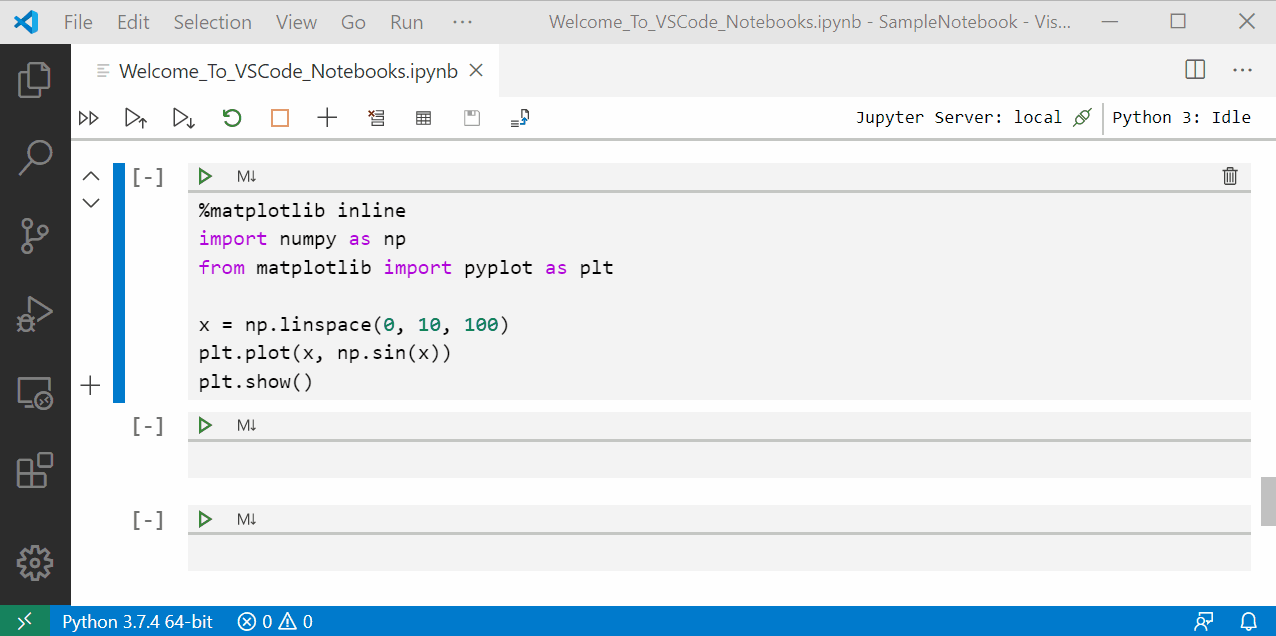 File Edit Selection View Go Run ··· Welcome_To_VSCode_Notebooks.ipynb - SampleNotebook - Vis...
Welcome_To_VSCode_Notebooks.ipynb
Jupyter Server: local Python 3: Idle
[-] M↓
%matplotlib inline
import numpy as np
from matplotlib import pyplot as plt
x = np.linspace(0, 10, 100)
plt.plot(x, np.sin(x))
plt.show()
[-] M↓
[-] M↓
Python 3.7.4 64-bit 0 0